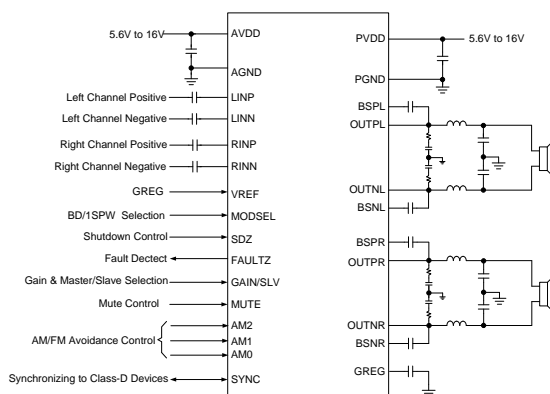 5.6V to 16V
AVDD
AGND
Left Channel Positive
LINP
Left Channel Negative
LINN
Right Channel Positive
RINP
Right Channel Negative
RINN
GREG
VREF
BD/1SPW Selection
MODSEL
Shutdown Control
SDZ
Fault Dectect
FAULTZ
Gain & Master/Slave Selection
GAIN/SLV
Mute Control
MUTE
AM/FM Avoidance Control
AM2
AM1
AM0
Synchronizing to Class-D Devices
SYNC
PVDD
5.6V to 16V
PGND
BSPL
OUTPL
OUTNL
BSNL
BSPR
OUTPR
OUTNR
BSNR
GREG